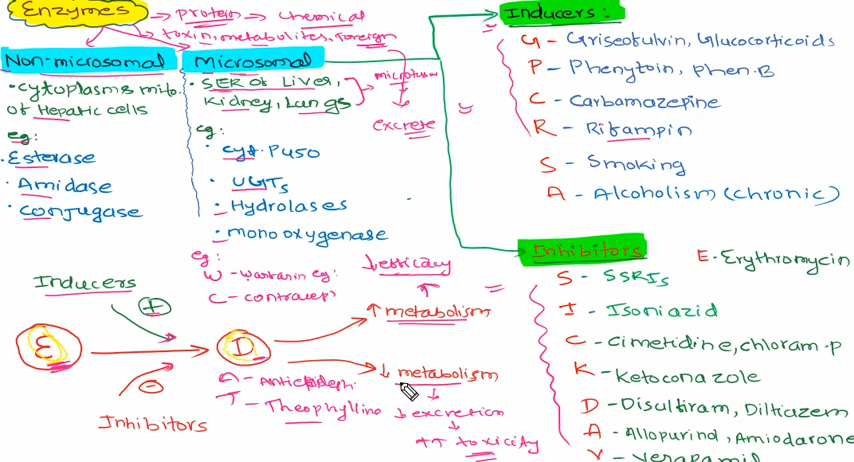 Enzymes → protein → chemical
→ toxin, metabolites, foreign
Non-microsomal
• cytoplasms mito.
of Hepatic cells
eg:
• Esterase
• Amidase
• conjugase
Microsomal
• SER of Liver,
Kidney, Lungs
→ excrete
eg:
• cyt. P450
• UGTs
• Hydrolases
• mono oxygenase
Inducers:
G - Griseofulvin, Glucocorticoids
P - Phenytoin, Phen.B
C - Carbamazepine
R - Rifampin
S - Smoking
A - Alcoholism (chronic)
Inhibitors
E - Erythromycin
S - SSRIs
I - Isoniazid
C - cimetidine, chloram.p
K - Ketoconazole
D - Disulfiram, Diltiazem
A - Allopurinol, Amiodarone
V - Verapamil
eg:
W - Warfarin eg:
C - contracep
Inducers
+
E
D
−
Inhibitors
A - Antiepileph
T - Theophylline
↓ efficacy
↑
↑ metabolism
↓ metabolism
↓
↓ excretion
↓
↑↑ toxicity